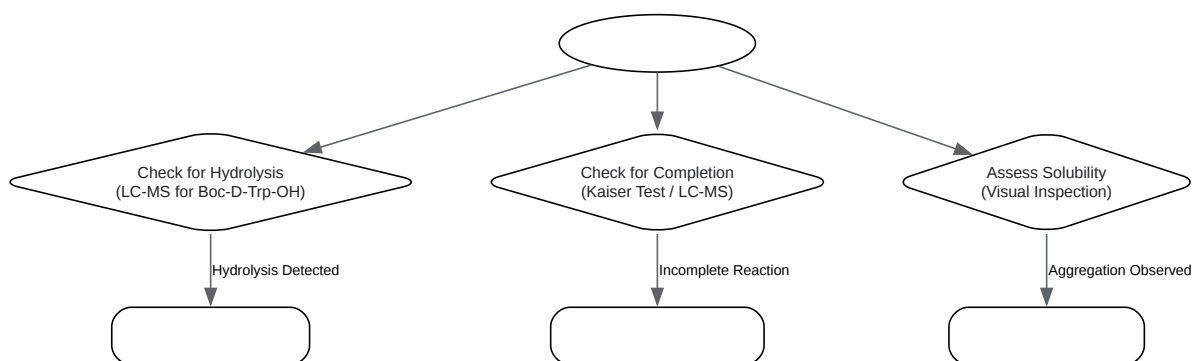 Check for Hydrolysis
(LC-MS for Boc-D-Trp-OH)
Check for Completion
(Kaiser Test / LC-MS)
Assess Solubility
(Visual Inspection)
Hydrolysis Detected
Incomplete Reaction
Aggregation Observed